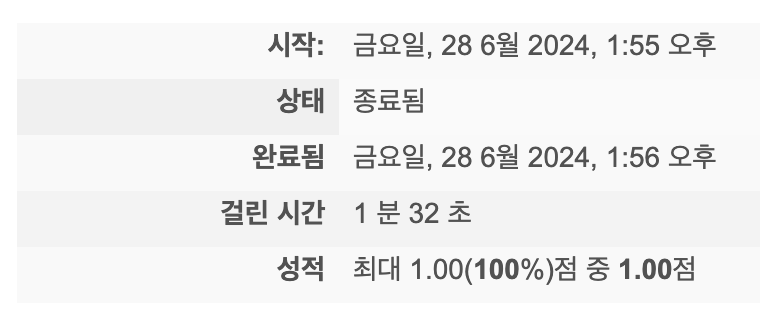 시작: 금요일, 28 6월 2024, 1:55 오후
상태 종료됨
완료됨 금요일, 28 6월 2024, 1:56 오후
걸린 시간 1 분 32 초
성적 최대 1.00(100%)점 중 1.00점